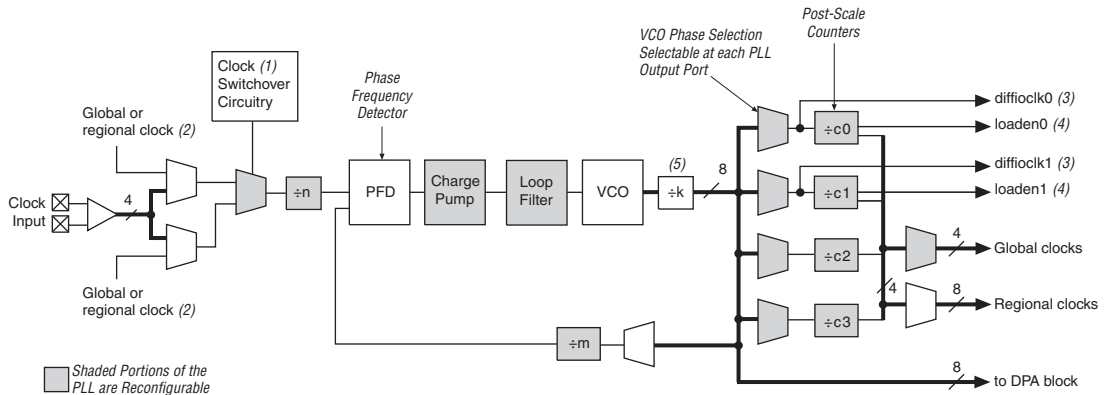 VCO Phase Selection
Selectable at each PLL
Output Port
Post-Scale
Counters
Clock (1)
Switchover
Circuitry
Phase
Frequency
Detector
Global or
regional clock (2)
Clock
Input
4
Global or
regional clock (2)
÷n
PFD
Charge
Pump
Loop
Filter
VCO
(5)
÷k
8
÷c0
÷c1
÷c2
÷c3
4
diffioclk0 (3)
loaden0 (4)
diffioclk1 (3)
loaden1 (4)
4
Global clocks
8
Regional clocks
÷m
8
to DPA block
Shaded Portions of the
PLL are Reconfigurable